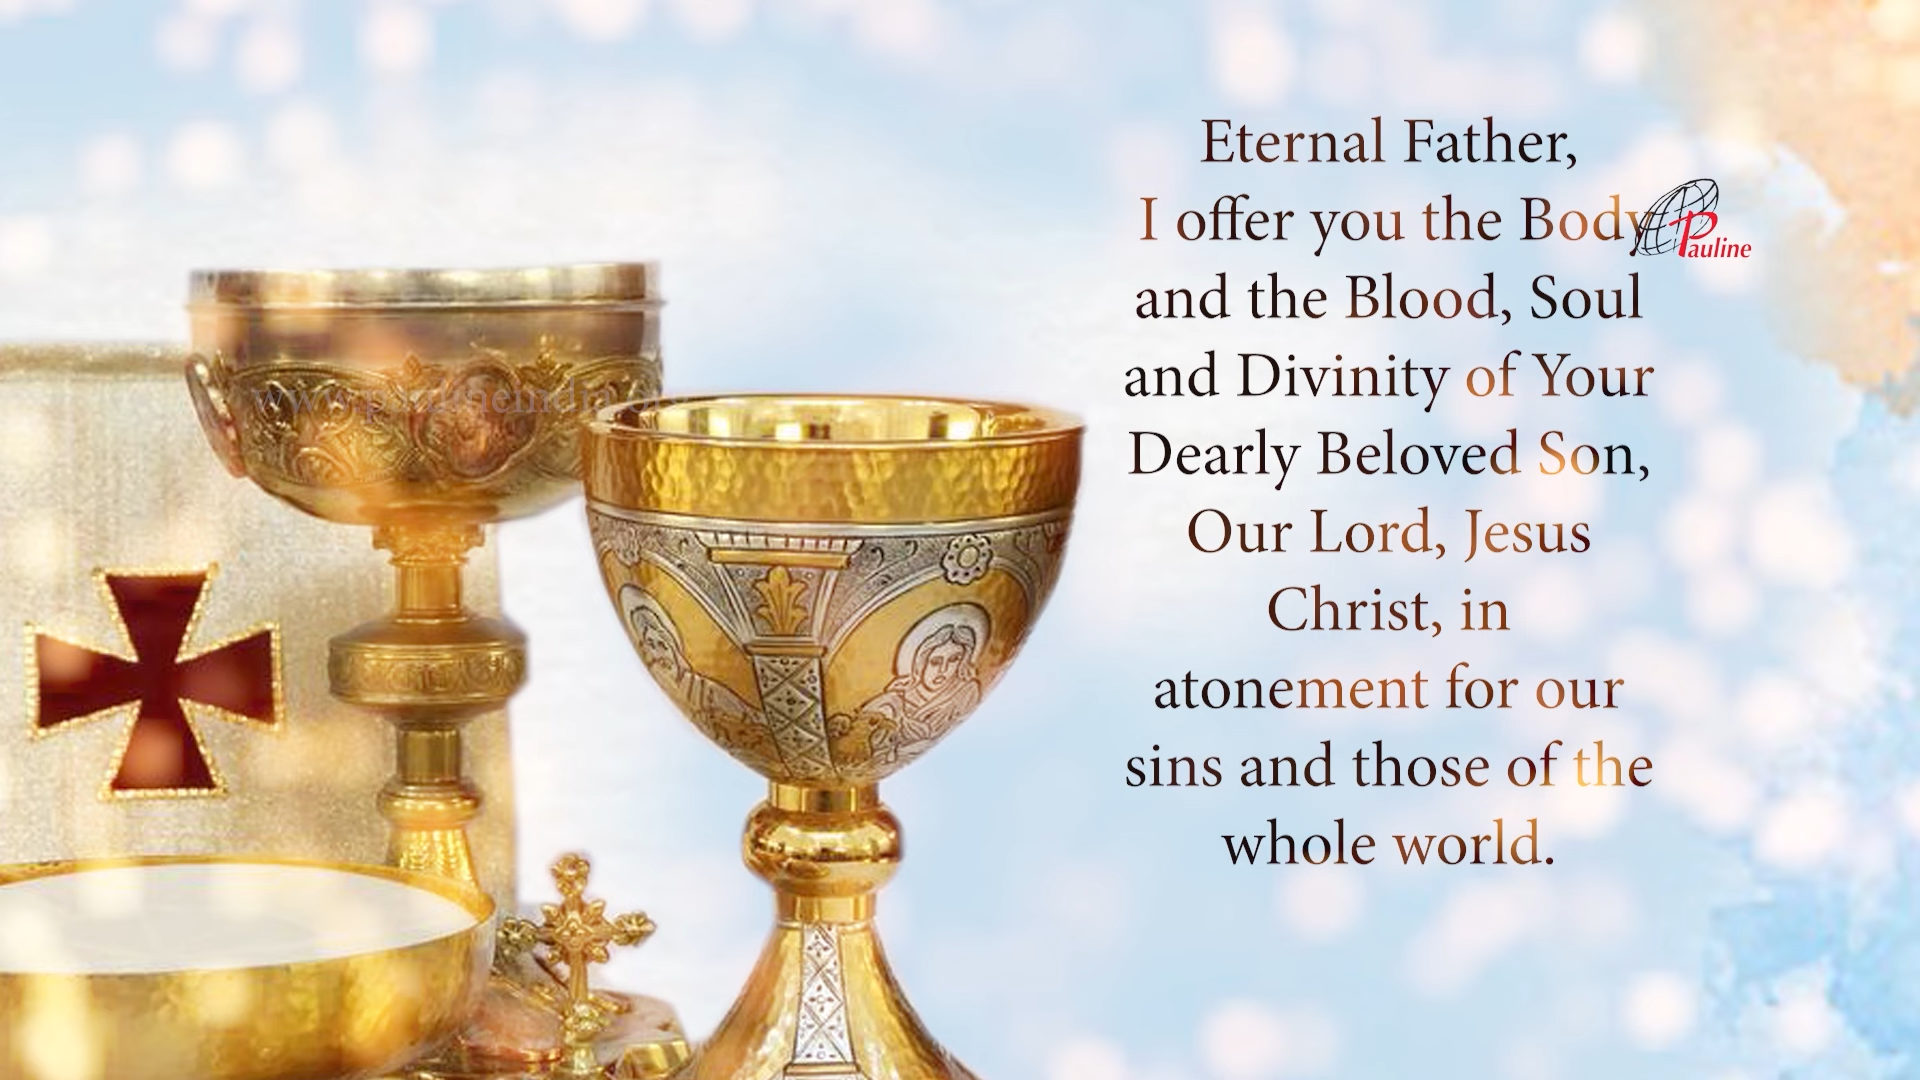 Eternal Father,
I offer you the Body
and the Blood, Soul
and Divinity of Your
Dearly Beloved Son,
Our Lord, Jesus
Christ, in
atonement for our
sins and those of the
whole world.
Pauline